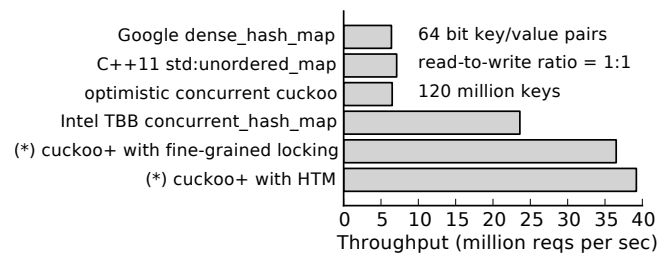 Google dense_hash_map
64 bit key/value pairs
C++11 std:unordered_map
read-to-write ratio = 1:1
optimistic concurrent cuckoo
120 million keys
Intel TBB concurrent_hash_map
(*) cuckoo+ with fine-grained locking
(*) cuckoo+ with HTM
0 5 10 15 20 25 30 35 40
Throughput (million reqs per sec)